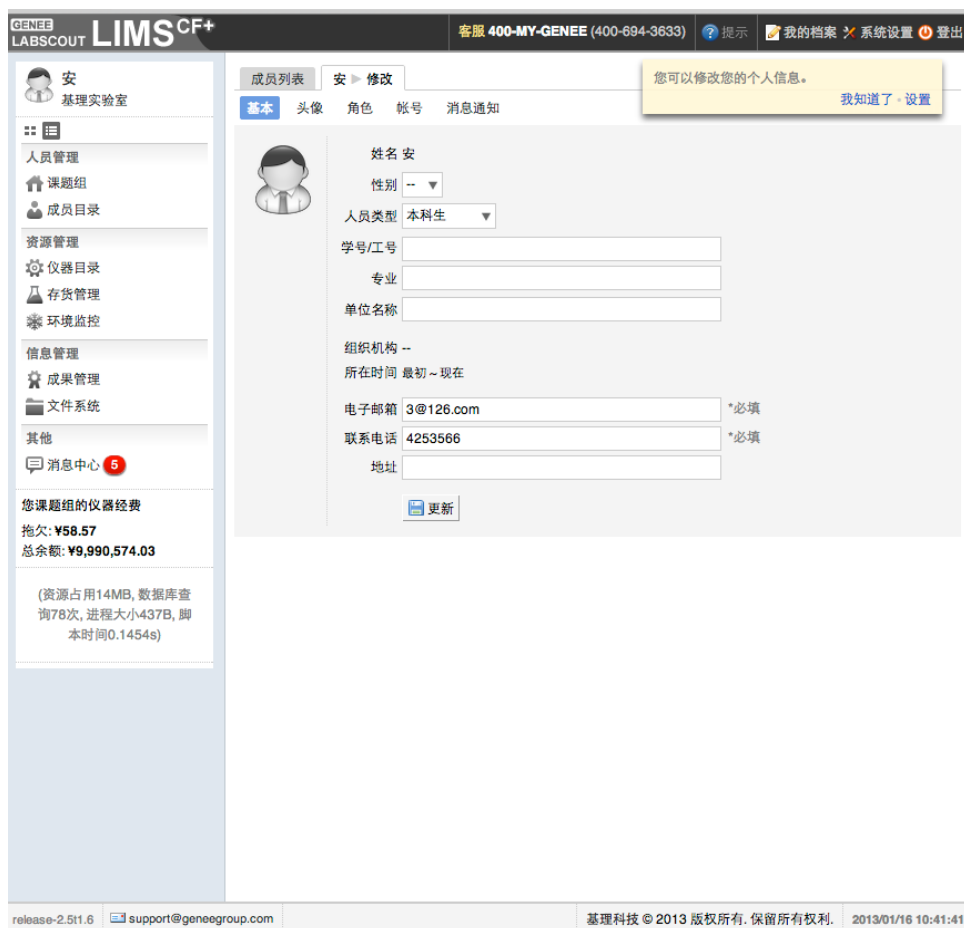 GENEE
LABSCOUT LIMS CF+
客服 400-MY-GENEE (400-694-3633)
提示
我的档案
系统设置
登出
安
基理实验室
人员管理
课题组
成员目录
资源管理
仪器目录
存货管理
环境监控
信息管理
成果管理
文件系统
其他
消息中心 5
您课题组的仪器经费
拖欠: ¥58.57
总余额: ¥9,990,574.03
(资源占用14MB, 数据库查
询78次, 进程大小437B, 脚
本时间0.1454s)
成员列表
安 ▶ 修改
您可以修改您的个人信息。
我知道了 - 设置
基本 头像 角色 帐号 消息通知
姓名 安
性别 -- ▼
人员类型 本科生 ▼
学号/工号
专业
单位名称
组织机构 --
所在时间 最初 ~ 现在
电子邮箱 3@126.com *必填
联系电话 4253566 *必填
地址
更新
release-2.5t1.6
support@geneegroup.com
基理科技 © 2013 版权所有. 保留所有权利.
2013/01/16 10:41:41